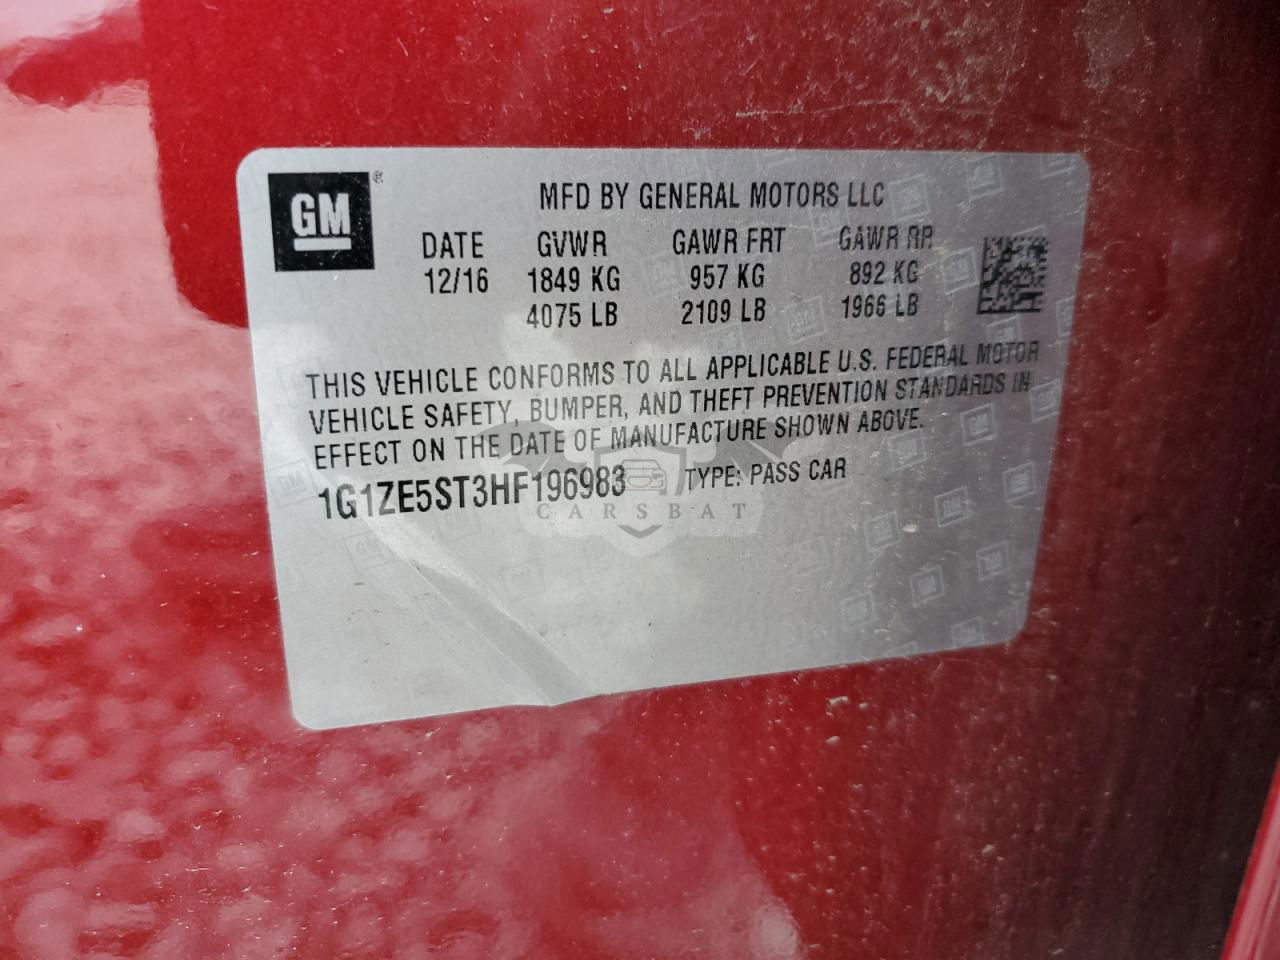 GM®
MFD BY GENERAL MOTORS LLC
DATE GVWR GAWR FRT GAWR RR
12/16 1849 KG 957 KG 892 KG
4075 LB 2109 LB 1966 LB
THIS VEHICLE CONFORMS TO ALL APPLICABLE U.S. FEDERAL MOTOR
VEHICLE SAFETY, BUMPER, AND THEFT PREVENTION STANDARDS IN
EFFECT ON THE DATE OF MANUFACTURE SHOWN ABOVE.
1G1ZE5ST3HF196983 TYPE: PASS CAR
CARSBAT